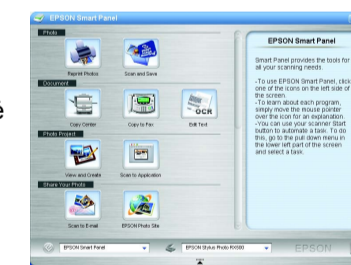 é
EPSON Smart Panel
Photo
Reprint Photos
Scan and Save
Document
Copy Center
Copy to Fax
OCR
Edit Text
Photo Project
View and Create
Scan to Application
Share Your Photo
Scan to E-mail
EPSON Photo Site
EPSON Smart Panel
EPSON Stylus Photo RX600
EPSON Smart Panel
Smart Panel provides the tools for
all your scanning needs.
-To use EPSON Smart Panel, click
one of the icons on the left side of
the screen.
-To learn about each program,
simply move the mouse pointer
over the icon for an explanation.
-You can use your scanner Start
button to automate a task. To do
this, go to the pull down menu in
the lower left part of the screen
and select a task.
EPSON